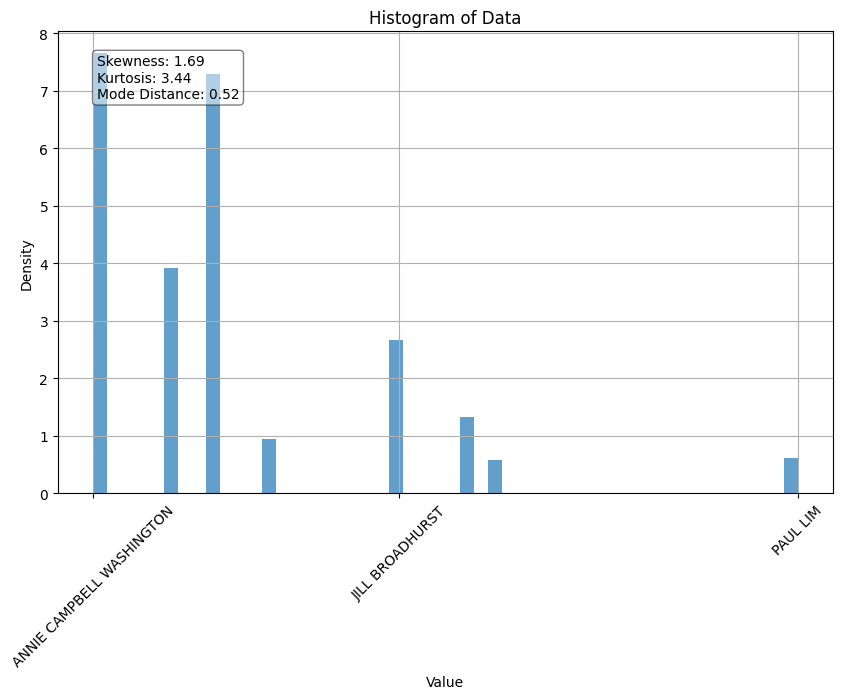 Histogram of Data
8
7
6
5
4
3
2
1
0
Density
Skewness: 1.69
Kurtosis: 3.44
Mode Distance: 0.52
ANNIE CAMPBELL WASHINGTON
JILL BROADHURST
PAUL LIM
Value